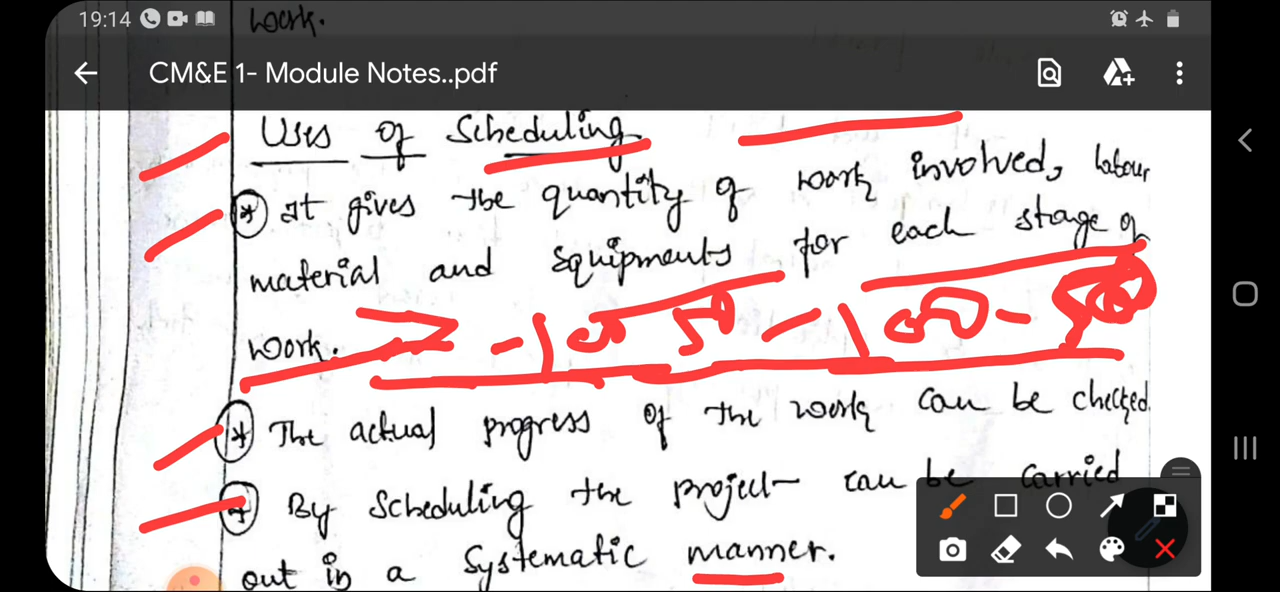 19:14
work.
CM&E 1- Module Notes..pdf
Uses of Scheduling
* It gives the quantity of work involved, labour
material and equipments for each stage of
work.
* The actual progress of the work can be checked.
* By Scheduling the project can be carried
out in a systematic manner.